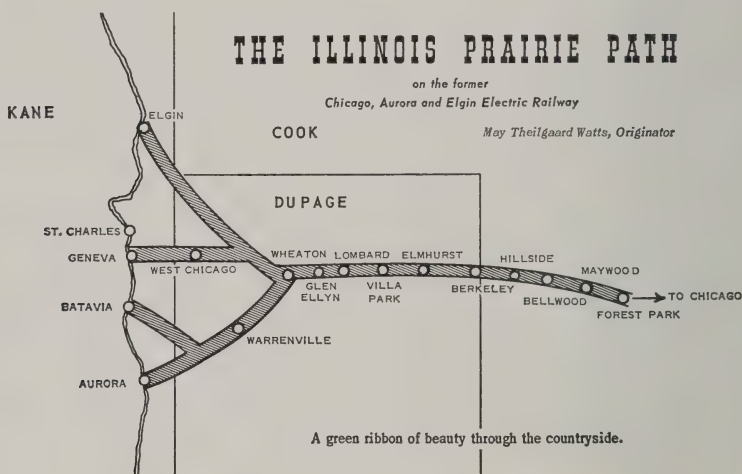 THE ILLINOIS PRAIRIE PATH
on the former
Chicago, Aurora and Elgin Electric Railway
May Theilgaard Watts, Originator
KANE
COOK
DUPAGE
ELGIN
ST. CHARLES
GENEVA
WEST CHICAGO
BATAVIA
AURORA
WARRENVILLE
WHEATON
GLEN
ELLYN
LOMBARD
VILLA
PARK
ELMHURST
BERKELEY
HILLSIDE
BELLWOOD
MAYWOOD
FOREST PARK
TO CHICAGO
A green ribbon of beauty through the countryside.